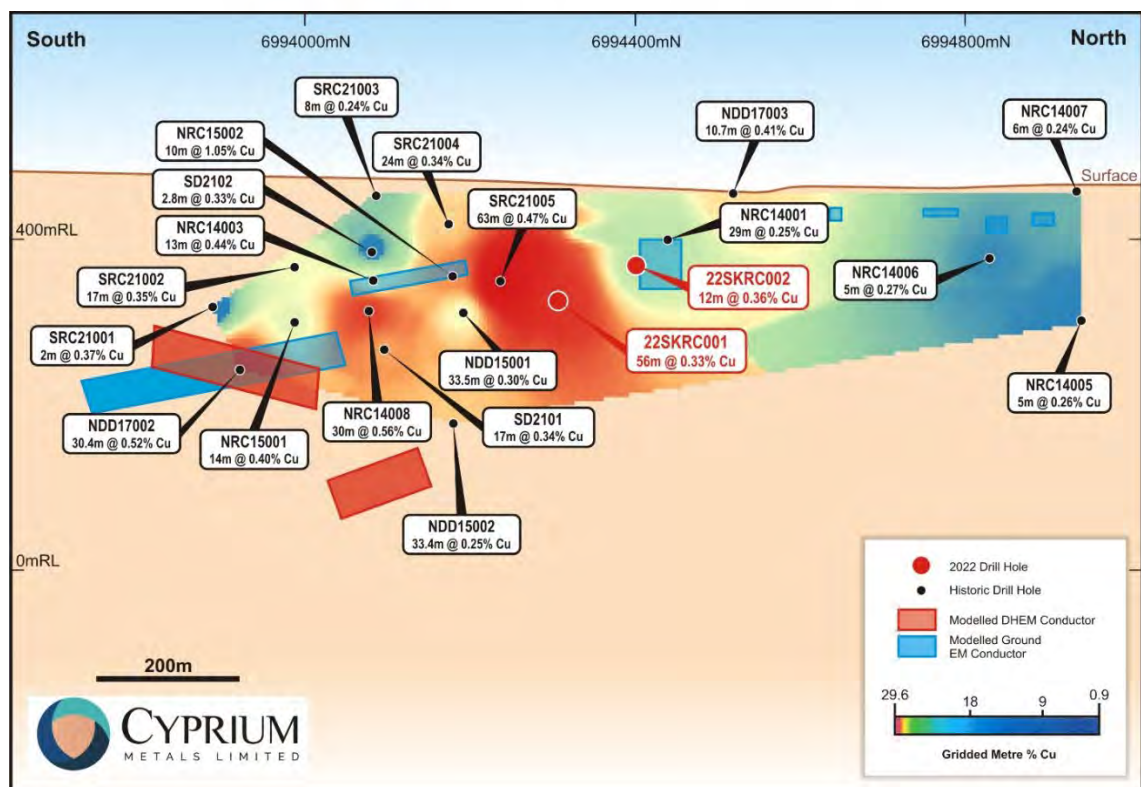 South
6994000mN
6994400mN
6994800mN
North
SRC21003
8m @ 0.24% Cu
NRC15002
10m @ 1.05% Cu
SRC21004
24m @ 0.34% Cu
NDD17003
10.7m @ 0.41% Cu
NRC14007
6m @ 0.24% Cu
Surface
SD2102
2.8m @ 0.33% Cu
SRC21005
63m @ 0.47% Cu
400mRL
NRC14003
13m @ 0.44% Cu
NRC14001
29m @ 0.25% Cu
SRC21002
17m @ 0.35% Cu
22SKRC002
12m @ 0.36% Cu
NRC14006
5m @ 0.27% Cu
SRC21001
2m @ 0.37% Cu
NDD15001
33.5m @ 0.30% Cu
22SKRC001
56m @ 0.33% Cu
NRC14005
5m @ 0.26% Cu
NDD17002
30.4m @ 0.52% Cu
NRC15001
14m @ 0.40% Cu
NRC14008
30m @ 0.56% Cu
SD2101
17m @ 0.34% Cu
NDD15002
33.4m @ 0.25% Cu
0mRL
2022 Drill Hole
Historic Drill Hole
Modelled DHEM Conductor
Modelled Ground
EM Conductor
29.6 18 9 0.9
Gridded Metre % Cu
200m
CYPRIUM
METALS LIMITED